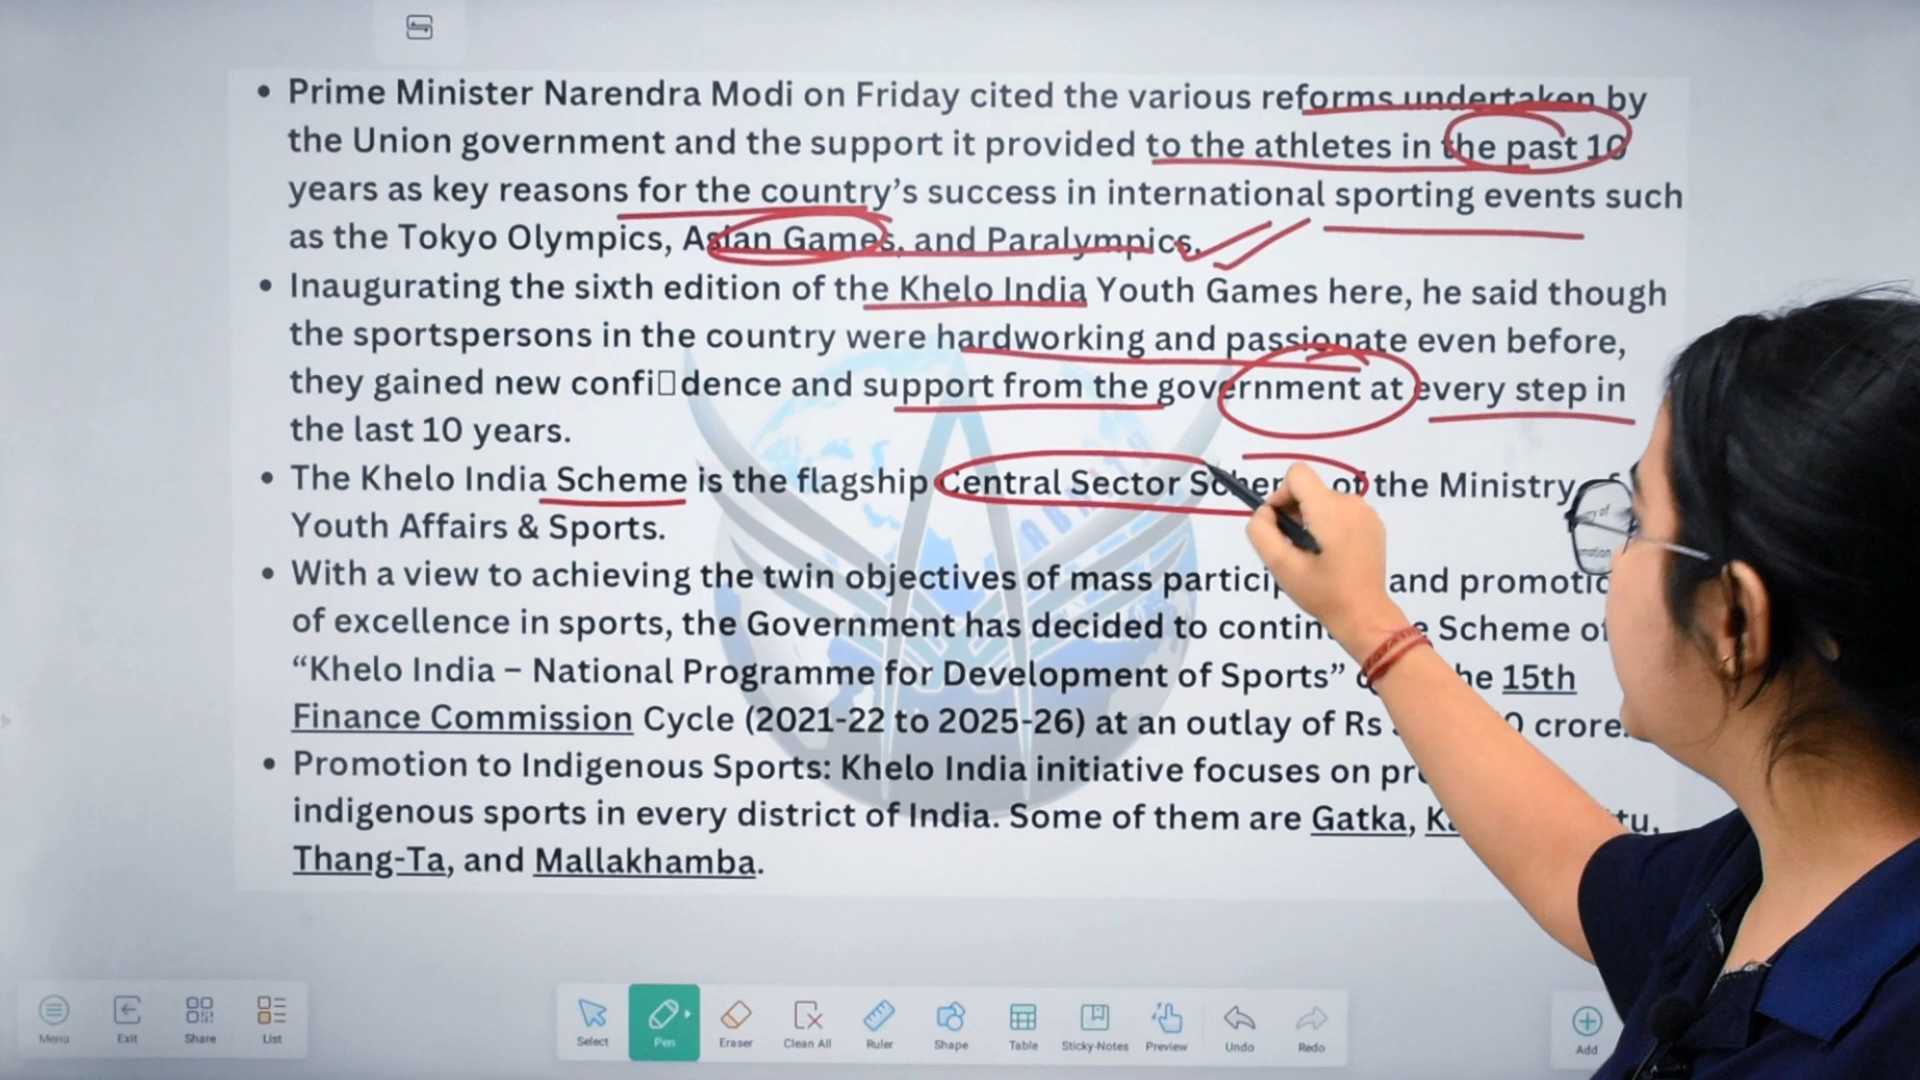 • Prime Minister Narendra Modi on Friday cited the various reforms undertaken by
the Union government and the support it provided to the athletes in the past 10
years as key reasons for the country's success in international sporting events such
as the Tokyo Olympics, Asian Games, and Paralympics.
• Inaugurating the sixth edition of the Khelo India Youth Games here, he said though
the sportspersons in the country were hardworking and passionate even before,
they gained new confi□dence and support from the government at every step in
the last 10 years.
• The Khelo India Scheme is the flagship Central Sector of the Ministry
Youth Affairs & Sports.
• With a view to achieving the twin objectives of mass and
of excellence in sports, the Government has decided to Scheme of
“Khelo India – National Programme for Development of Sports” 15th
Finance Commission Cycle (2021-22 to 2025-26) at an outlay of Rs crore.
• Promotion to Indigenous Sports: Khelo India initiative focuses on
indigenous sports in every district of India. Some of them are Gatka,
Thang-Ta, and Mallakhamba.
Menu Exit Share List Select Pen Eraser Clean All Ruler Shape Table Sticky-Notes Preview Undo Redo Add